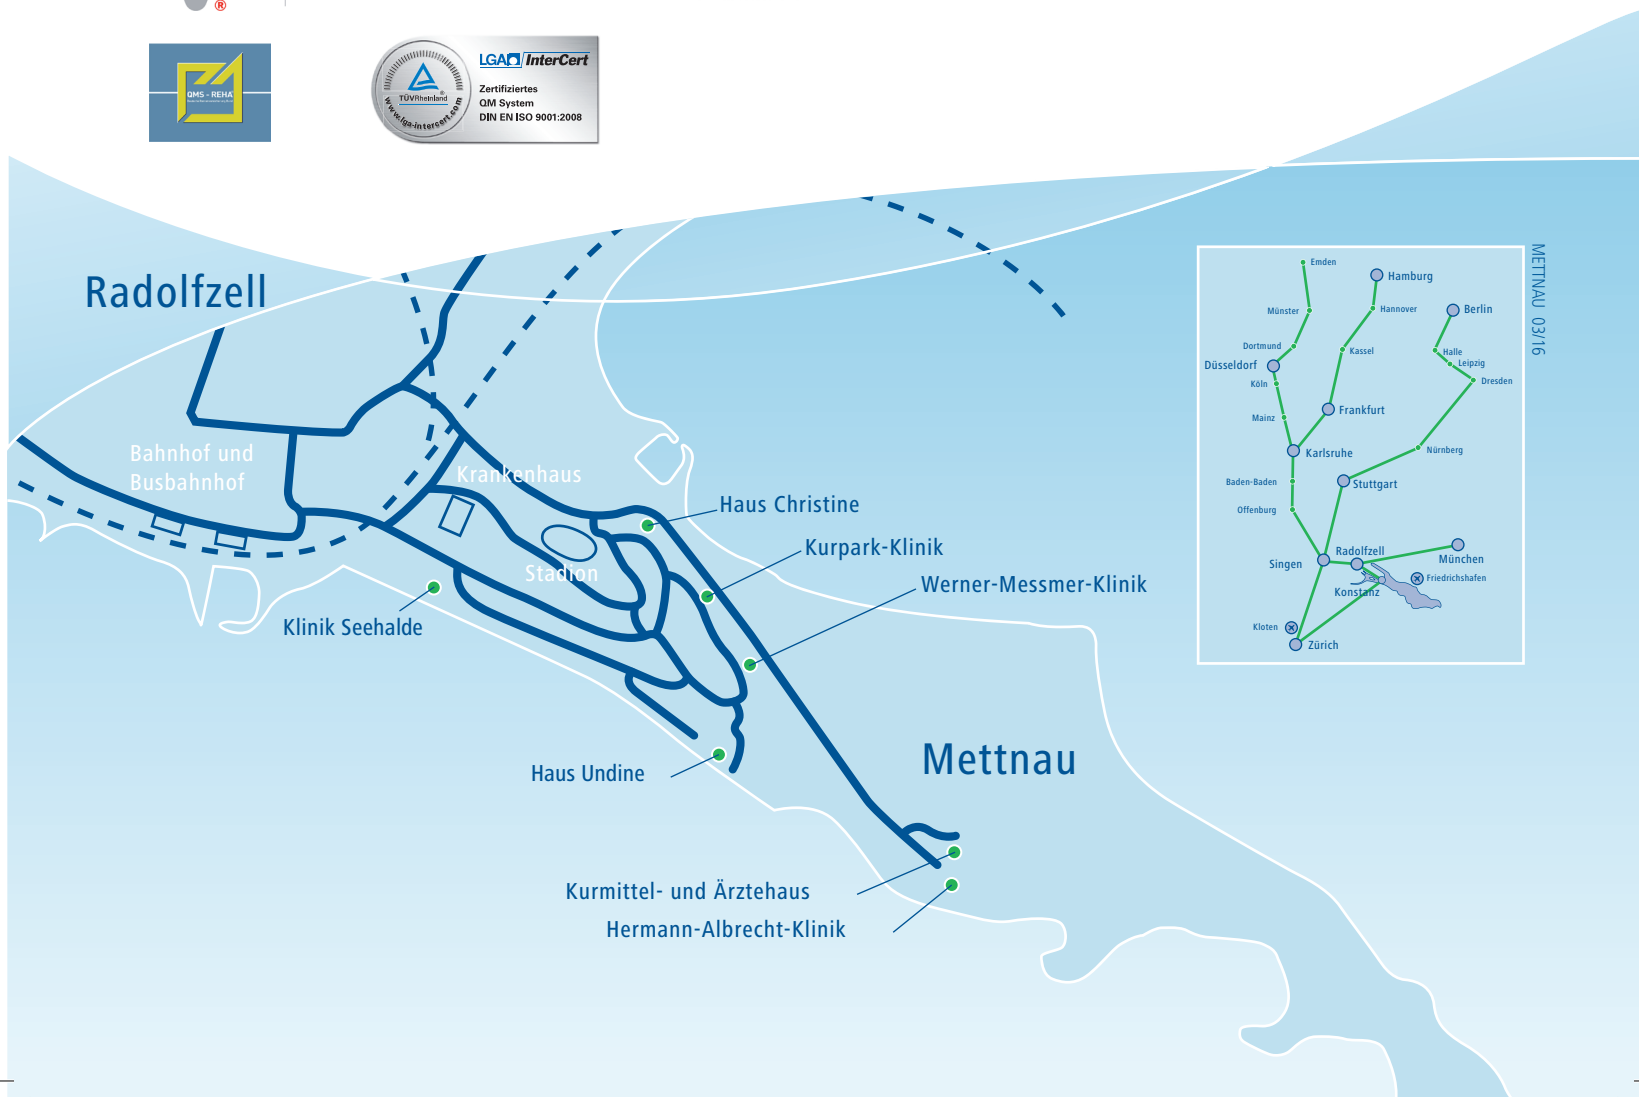 ®
QMS - REHA
TÜVRheinland
®
www.lga-intercert.com
LGA InterCert
Zertifiziertes
QM System
DIN EN ISO 9001:2008
Radolfzell
Bahnhof und
Busbahnhof
Krankenhaus
Stadion
Haus Christine
Kurpark-Klinik
Werner-Messmer-Klinik
Klinik Seehalde
Haus Undine
Mettnau
Kurmittel- und Ärztehaus
Hermann-Albrecht-Klinik
METTNAU 03/16
Emden
Hamburg
Münster
Hannover
Berlin
Dortmund
Kassel
Halle
Düsseldorf
Leipzig
Köln
Dresden
Mainz
Frankfurt
Karlsruhe
Nürnberg
Baden-Baden
Stuttgart
Offenburg
Singen
Radolfzell
München
Friedrichshafen
Konstanz
Kloten
Zürich